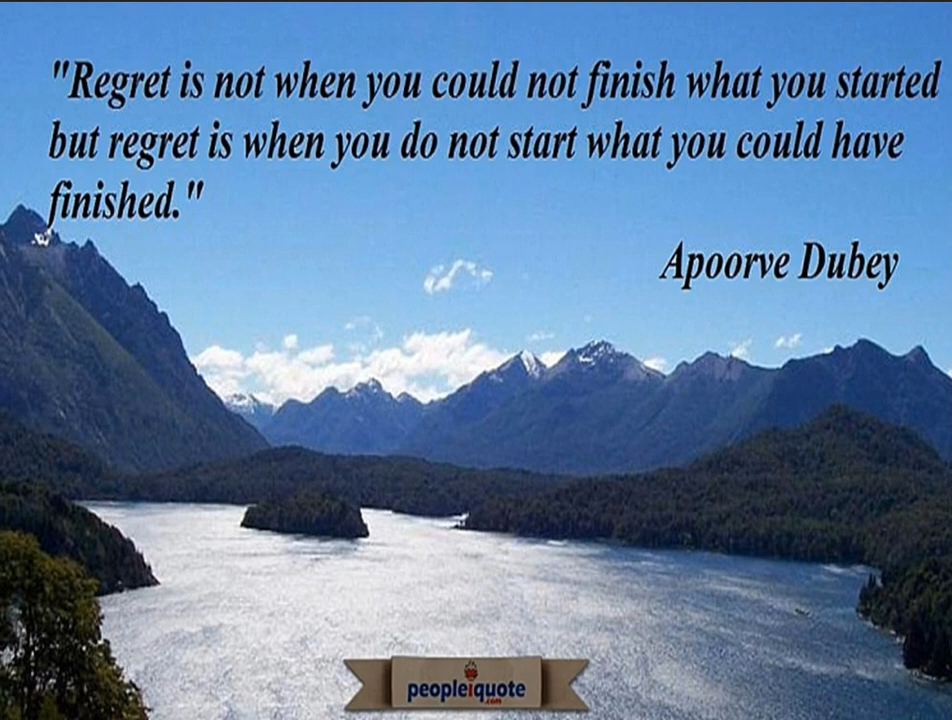 "Regret is not when you could not finish what you started
but regret is when you do not start what you could have
finished."
Apoorve Dubey
peopleiquote
.com